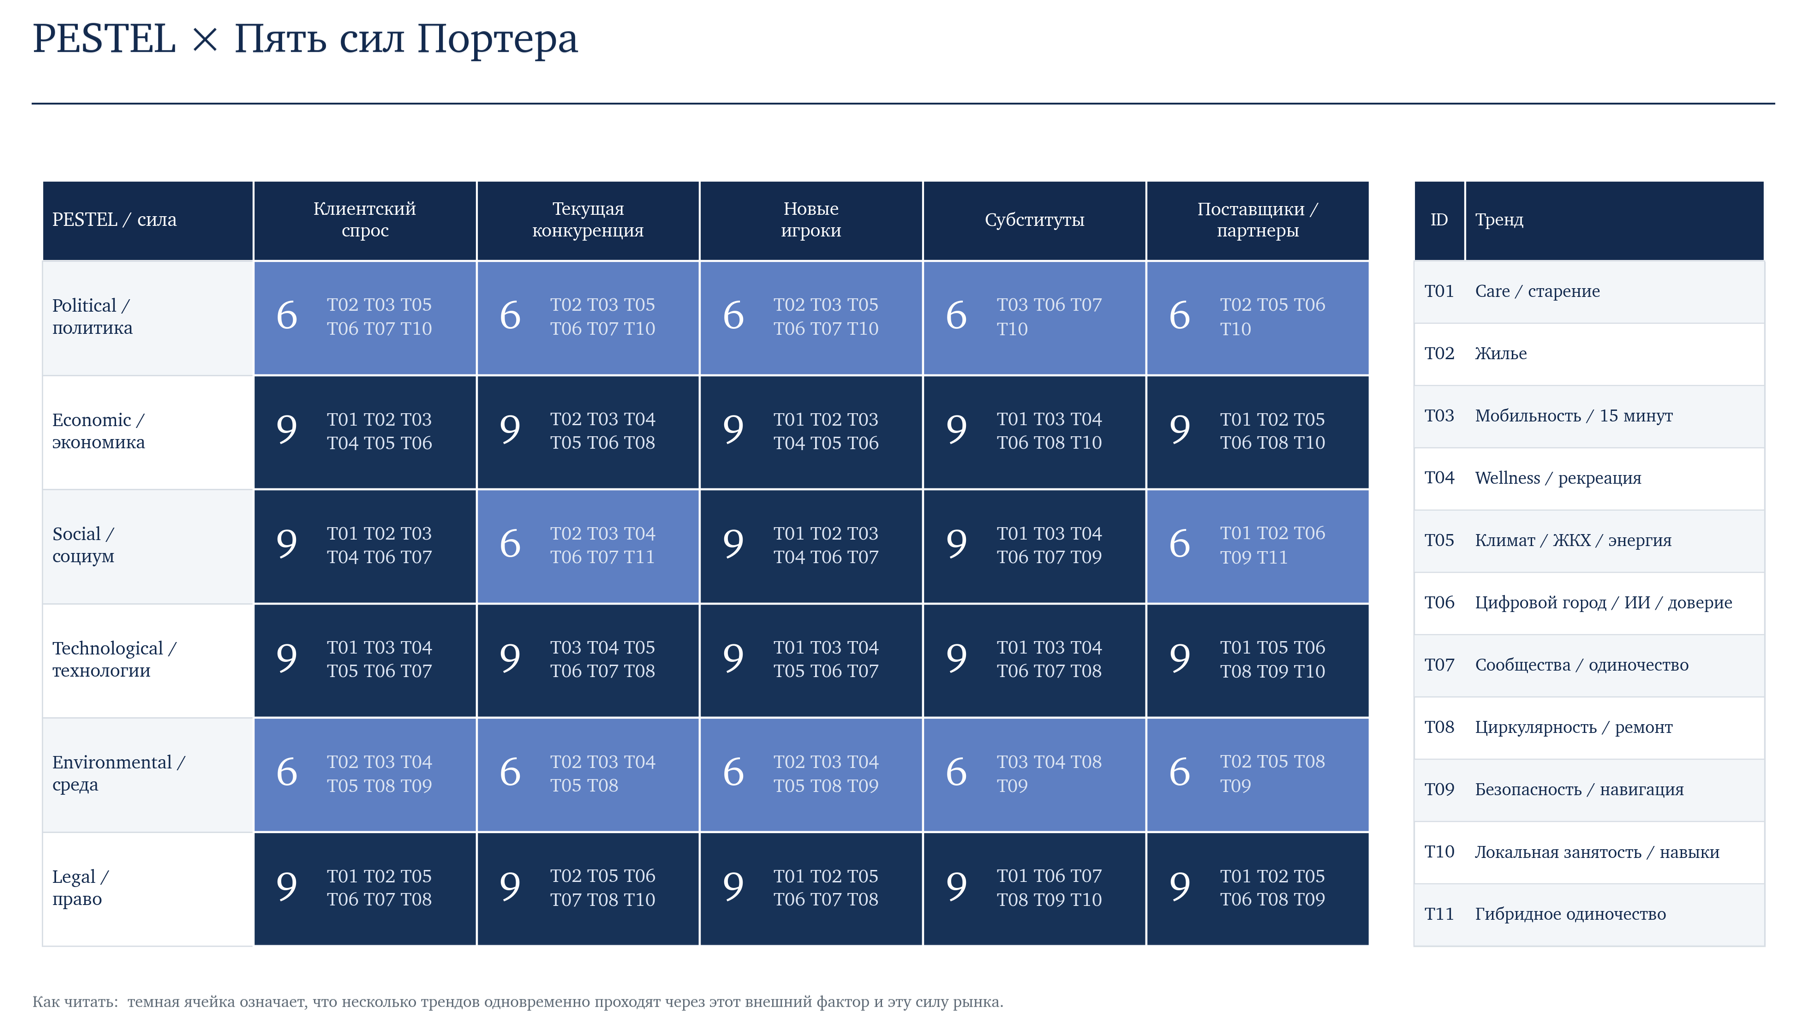 PESTEL × Пять сил Портера
PESTEL / сила
Клиентский
спрос
Текущая
конкуренция
Новые
игроки
Субституты
Поставщики /
партнеры
Political /
политика
6
T02 T03 T05
T06 T07 T10
6
T02 T03 T05
T06 T07 T10
6
T02 T03 T05
T06 T07 T10
6
T03 T06 T07
T10
6
T02 T05 T06
T10
Economic /
экономика
9
T01 T02 T03
T04 T05 T06
9
T02 T03 T04
T05 T06 T08
9
T01 T02 T03
T04 T05 T06
9
T01 T03 T04
T06 T08 T10
9
T01 T02 T05
T06 T08 T10
Social /
социум
9
T01 T02 T03
T04 T06 T07
6
T02 T03 T04
T06 T07 T11
9
T01 T02 T03
T04 T06 T07
9
T01 T03 T04
T06 T07 T09
6
T01 T02 T06
T09 T11
Technological /
технологии
9
T01 T03 T04
T05 T06 T07
9
T03 T04 T05
T06 T07 T08
9
T01 T03 T04
T05 T06 T07
9
T01 T03 T04
T06 T07 T08
9
T01 T05 T06
T08 T09 T10
Environmental /
среда
6
T02 T03 T04
T05 T08 T09
6
T02 T03 T04
T05 T08
6
T02 T03 T04
T05 T08 T09
6
T03 T04 T08
T09
6
T02 T05 T08
T09
Legal /
право
9
T01 T02 T05
T06 T07 T08
9
T02 T05 T06
T07 T08 T10
9
T01 T02 T05
T06 T07 T08
9
T01 T06 T07
T08 T09 T10
9
T01 T02 T05
T06 T08 T09
ID Тренд
T01 Care / старение
T02 Жилье
T03 Мобильность / 15 минут
T04 Wellness / рекреация
T05 Климат / ЖКХ / энергия
T06 Цифровой город / ИИ / доверие
T07 Сообщества / одиночество
T08 Циркулярность / ремонт
T09 Безопасность / навигация
T10 Локальная занятость / навыки
T11 Гибридное одиночество
Как читать: темная ячейка означает, что несколько трендов одновременно проходят через этот внешний фактор и эту силу рынка.